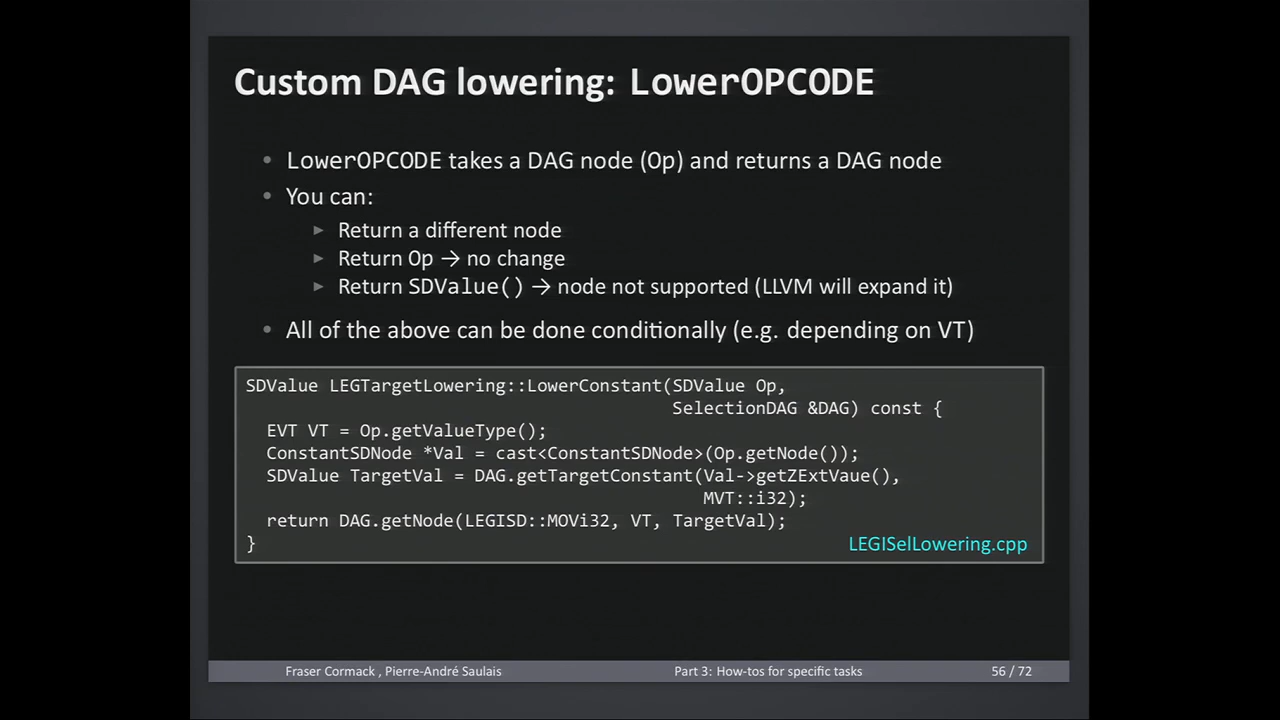 Custom DAG lowering: LowerOPCODE
• LowerOPCODE takes a DAG node (Op) and returns a DAG node
• You can:
▶ Return a different node
▶ Return Op → no change
▶ Return SDValue() → node not supported (LLVM will expand it)
• All of the above can be done conditionally (e.g. depending on VT)
SDValue LEGTargetLowering::LowerConstant(SDValue Op,
SelectionDAG &DAG) const {
EVT VT = Op.getValueType();
ConstantSDNode *Val = cast<ConstantSDNode>(Op.getNode());
SDValue TargetVal = DAG.getTargetConstant(Val->getZExtVaue(),
MVT::i32);
return DAG.getNode(LEGISD::MOVi32, VT, TargetVal);
}
LEGISelLowering.cpp
Fraser Cormack , Pierre-André Saulais
Part 3: How-tos for specific tasks
56 / 72